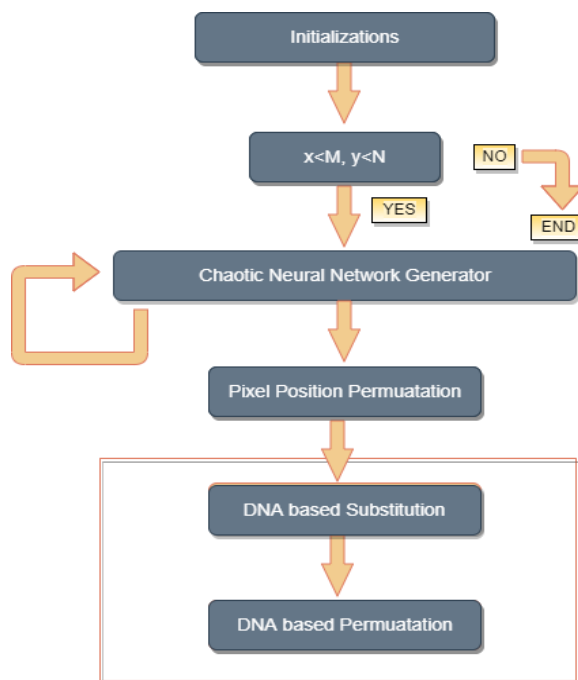 Initializations
x<M, y<N
NO
YES
END
Chaotic Neural Network Generator
Pixel Position Permuatation
DNA based Substitution
DNA based Permuatation